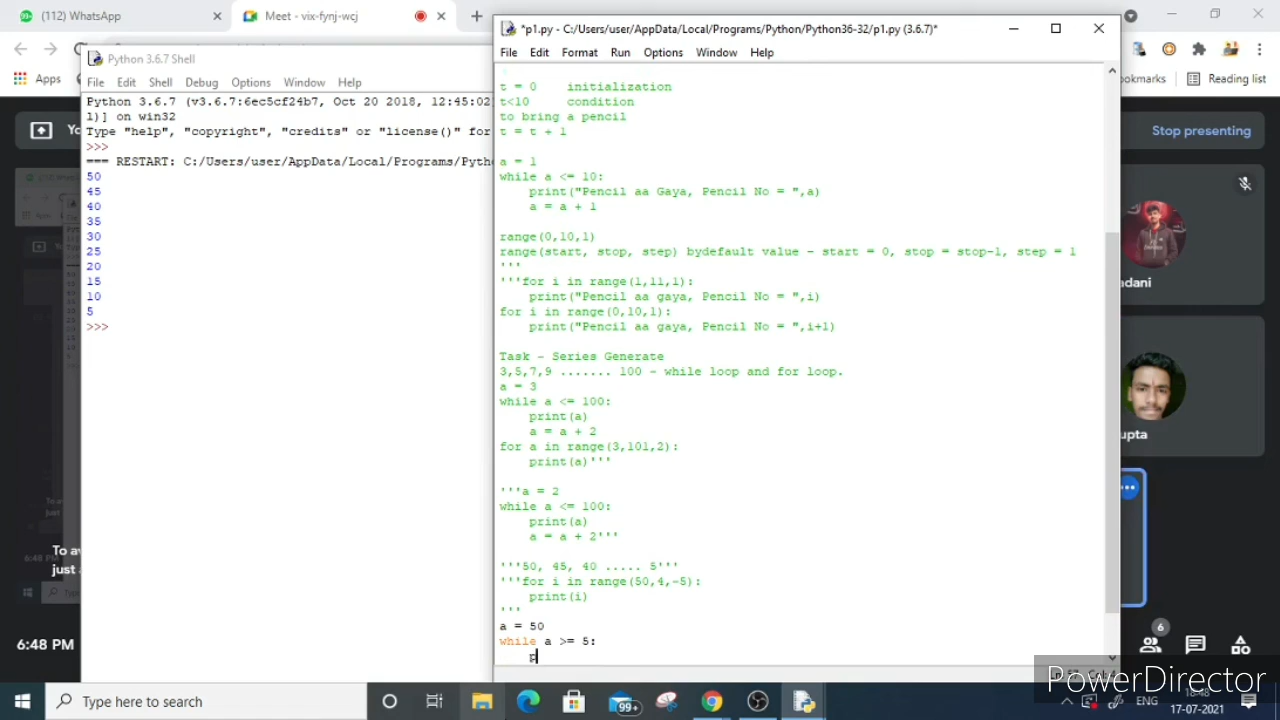 (112) WhatsApp
Meet - vix-fynj-wcj
Apps
ookmarks
Reading list
Stop presenting
adani
upta
6
To av
just a
6:48 PM
Python 3.6.7 Shell
File Edit Shell Debug Options Window Help
Python 3.6.7 (v3.6.7:6ec5cf24b7, Oct 20 2018, 12:45:02
l)] on win32
Type "help", "copyright", "credits" or "license()" for
>>>
=== RESTART: C:/Users/user/AppData/Local/Programs/Pyth
50
45
40
35
30
25
20
15
10
5
>>>
*p1.py - C:/Users/user/AppData/Local/Programs/Python/Python36-32/p1.py (3.6.7)*
File Edit Format Run Options Window Help
t = 0    initialization
t<10     condition
to bring a pencil
t = t + 1
a = 1
while a <= 10:
    print("Pencil aa Gaya, Pencil No = ",a)
    a = a + 1
range(0,10,1)
range(start, stop, step) bydefault value - start = 0, stop = stop-1, step = 1
'''
'''for i in range(1,11,1):
    print("Pencil aa gaya, Pencil No = ",i)
for i in range(0,10,1):
    print("Pencil aa gaya, Pencil No = ",i+1)
Task - Series Generate
3,5,7,9 ....... 100 - while loop and for loop.
a = 3
while a <= 100:
    print(a)
    a = a + 2
for a in range(3,101,2):
    print(a)'''
'''a = 2
while a <= 100:
    print(a)
    a = a + 2'''
'''50, 45, 40 ..... 5'''
'''for i in range(50,4,-5):
    print(i)
'''
a = 50
while a >= 5:
    p
PowerDirector
Type here to search
99+
ENG
18:48
17-07-2021